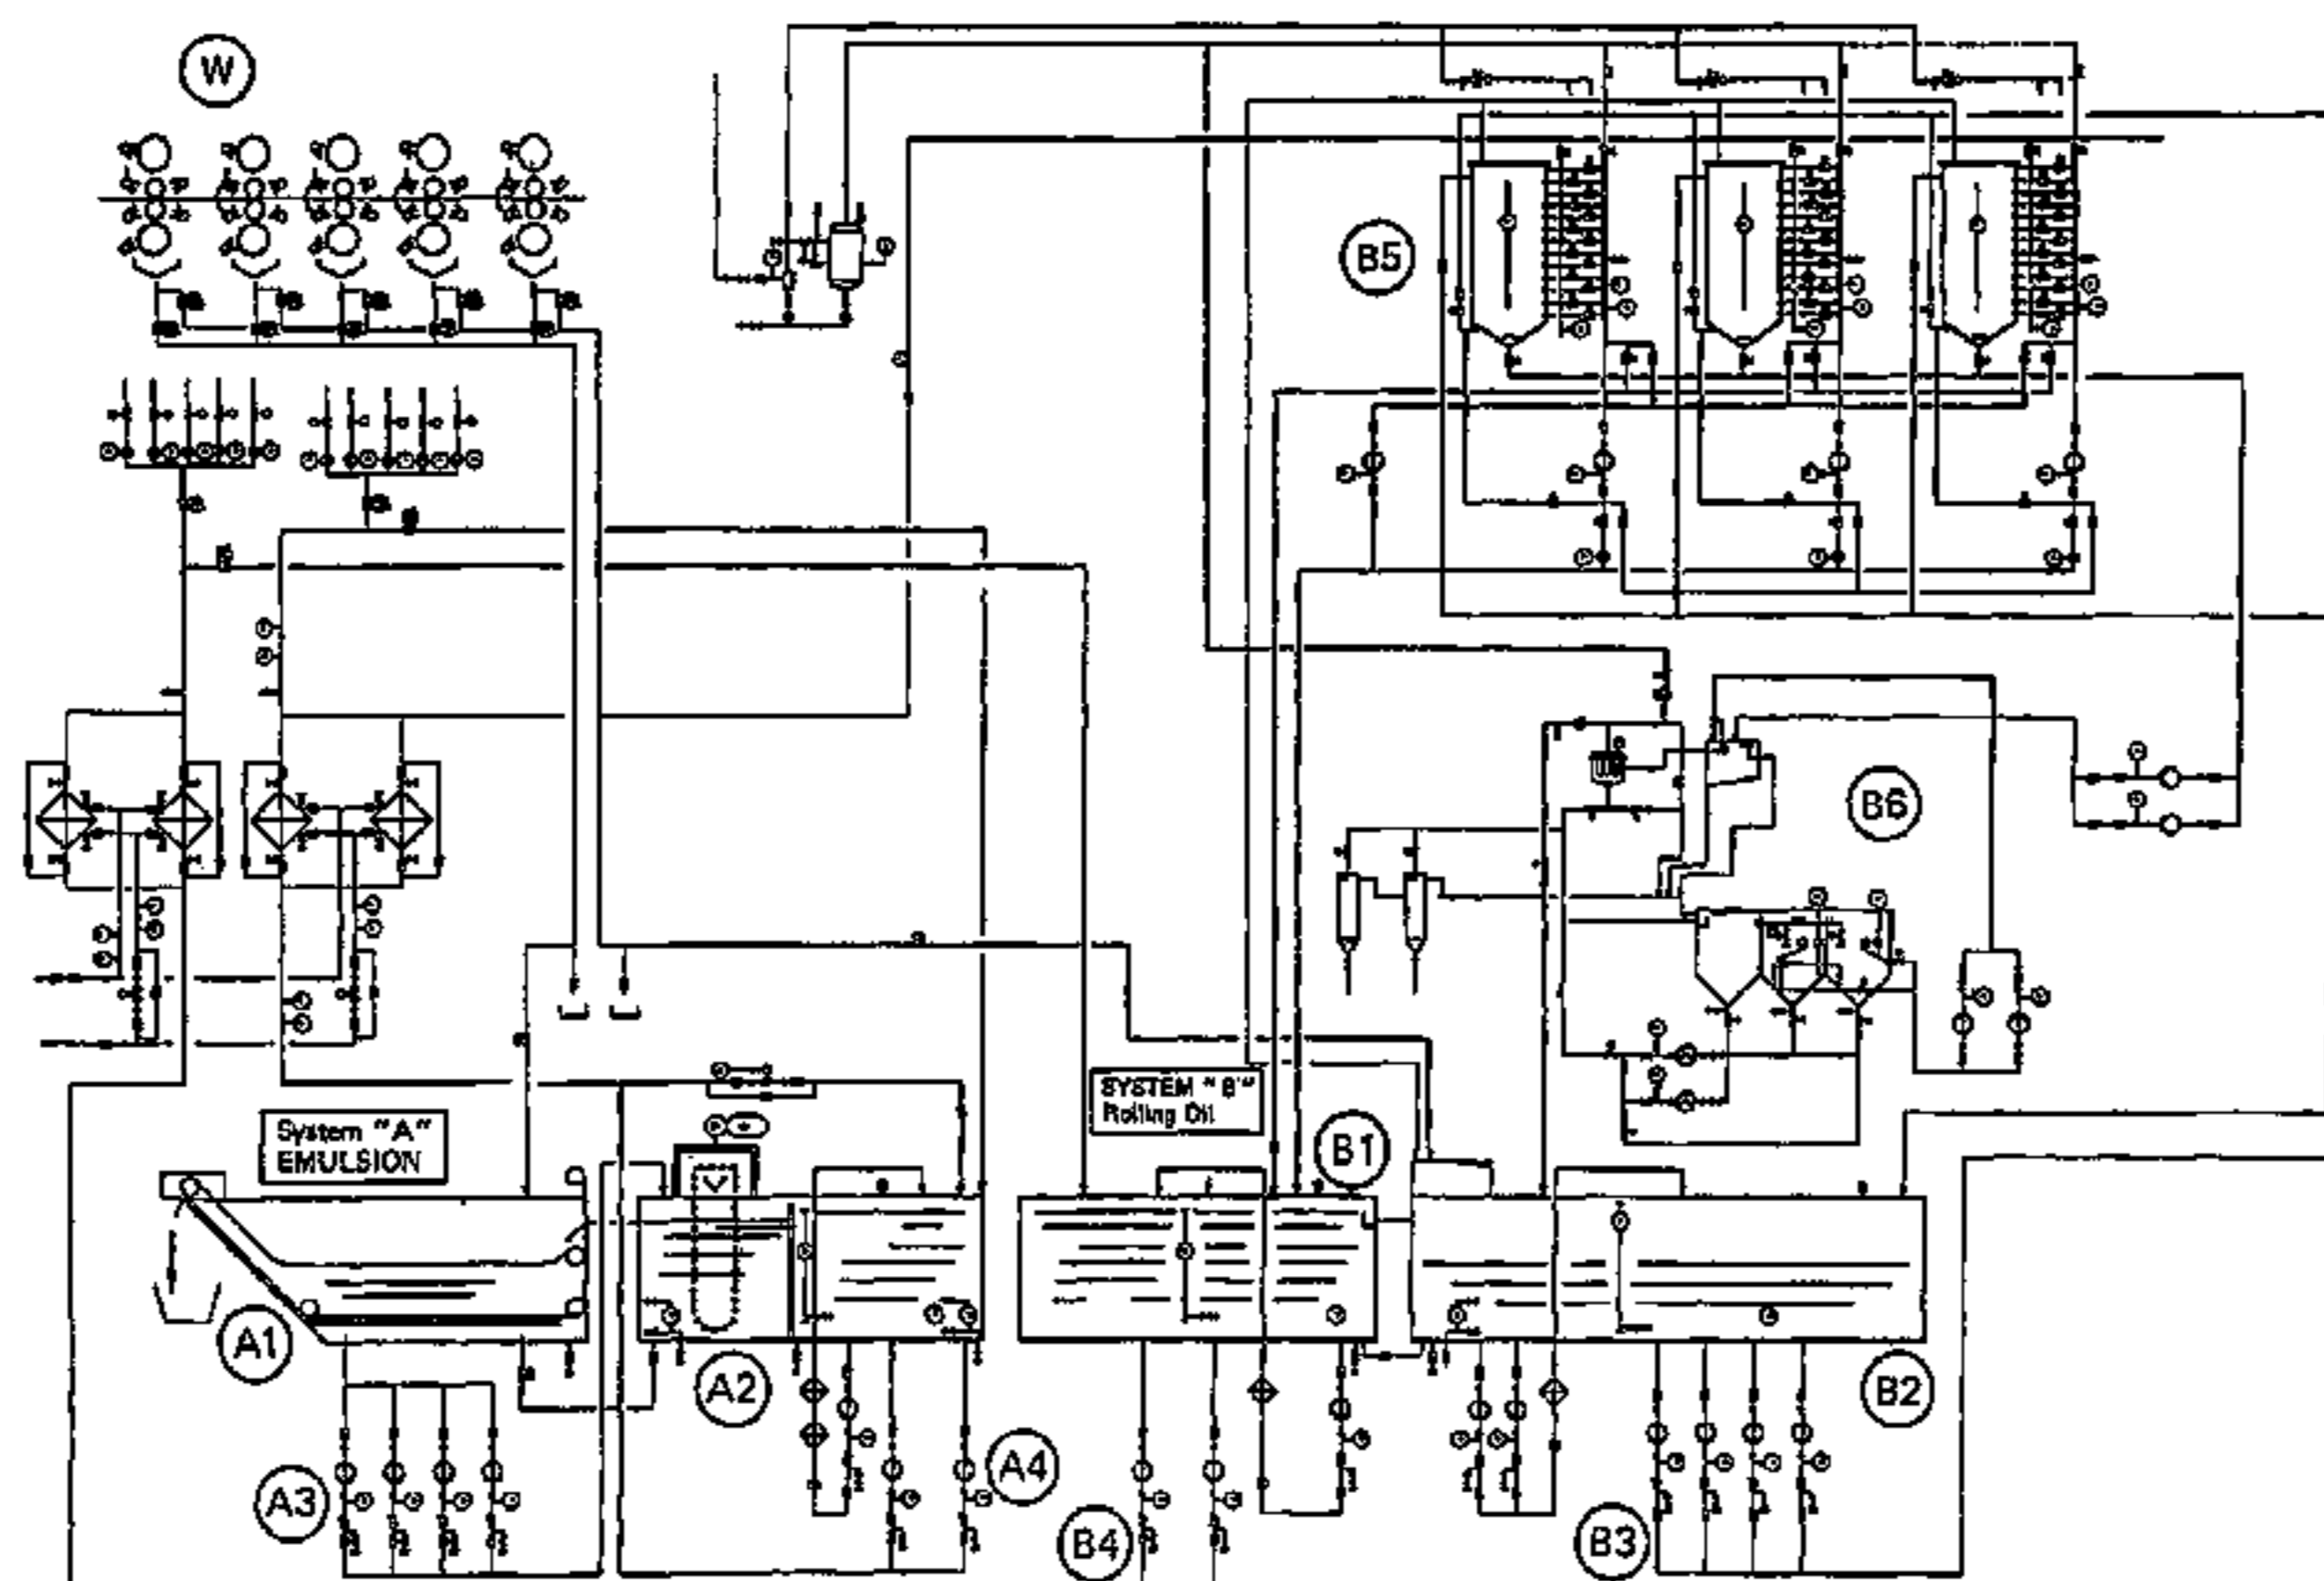 W
B5
B6
SYSTEM "B"
Rolling Oil
System "A"
EMULSION
B1
A1
A2
B2
A3
A4
B4
B3